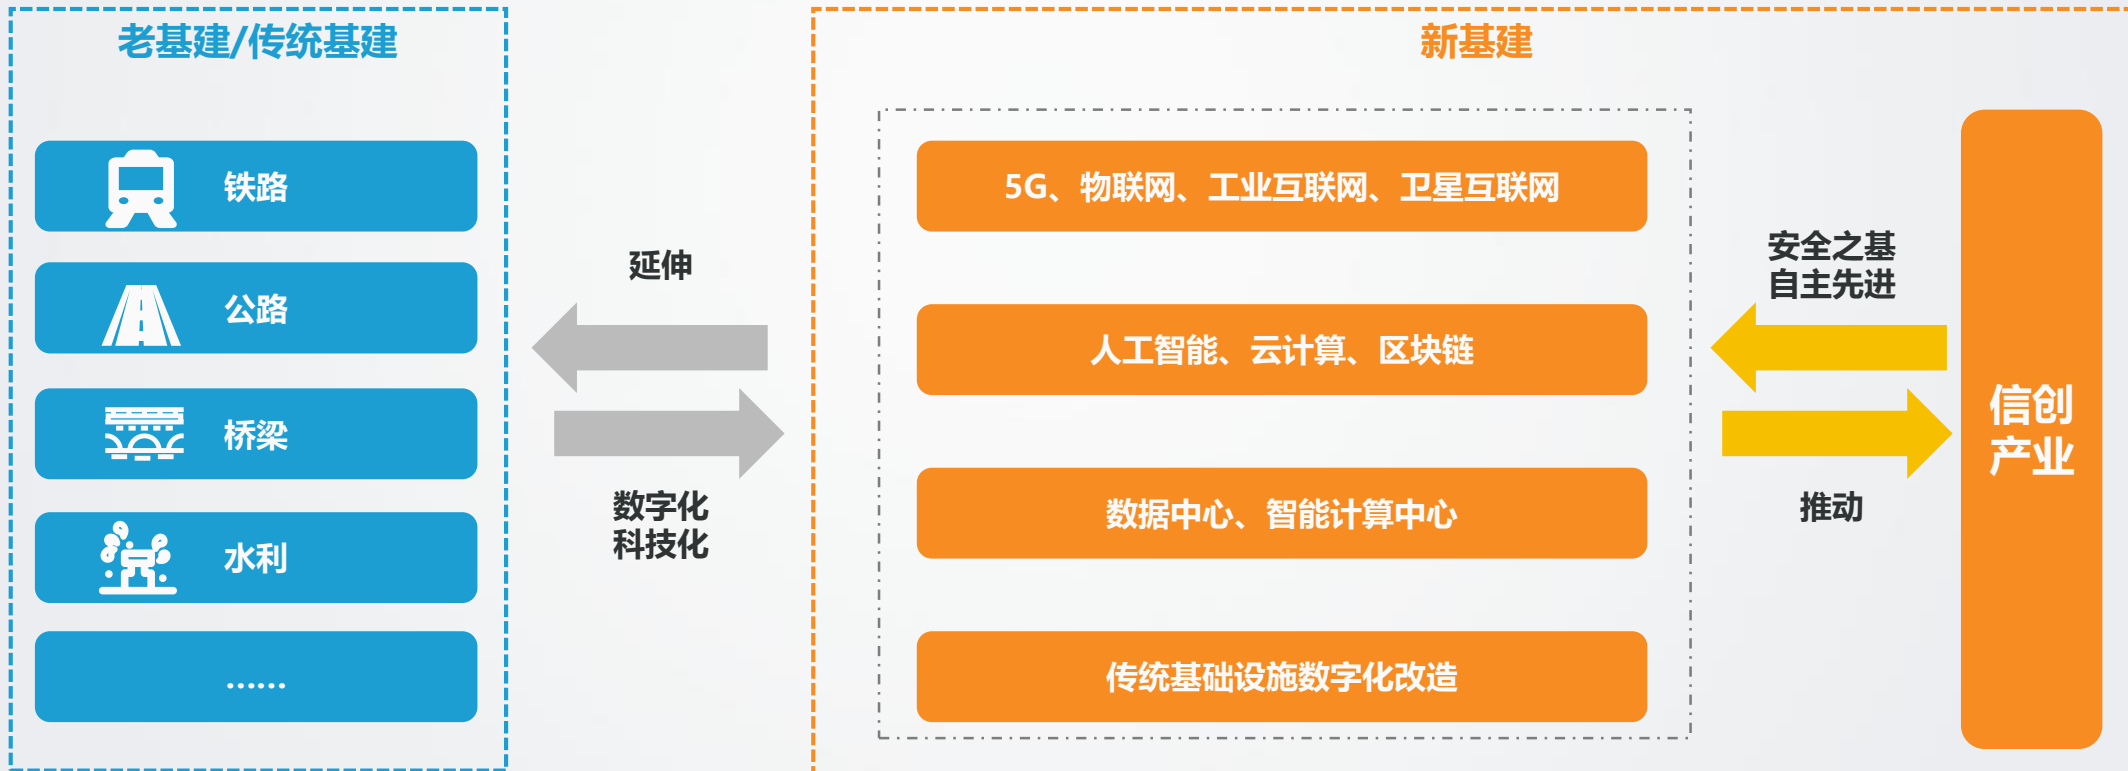 老基建/传统基建
铁路
公路
桥梁
水利
......
延伸
数字化
科技化
新基建
5G、物联网、工业互联网、卫星互联网
人工智能、云计算、区块链
数据中心、智能计算中心
传统基础设施数字化改造
安全之基
自主先进
推动
信创
产业